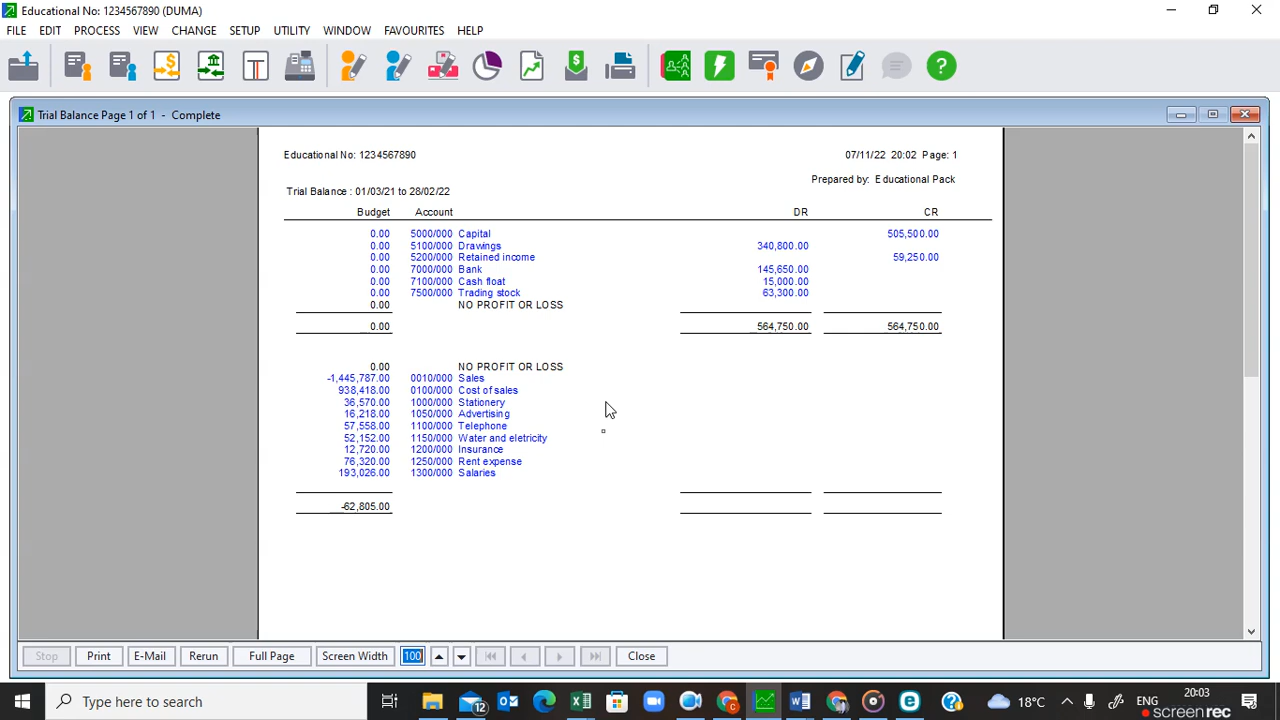 Educational No: 1234567890 (DUMA)
FILE EDIT PROCESS VIEW CHANGE SETUP UTILITY WINDOW FAVOURITES HELP
Trial Balance Page 1 of 1 - Complete
Educational No: 1234567890 07/11/22 20:02 Page: 1
Prepared by: Educational Pack
Trial Balance : 01/03/21 to 28/02/22
Budget Account DR CR
0.00 5000/000 Capital 505,500.00
0.00 5100/000 Drawings 340,800.00
0.00 5200/000 Retained income 59,250.00
0.00 7000/000 Bank 145,650.00
0.00 7100/000 Cash float 15,000.00
0.00 7500/000 Trading stock 63,300.00
0.00 NO PROFIT OR LOSS
0.00 564,750.00 564,750.00
0.00 NO PROFIT OR LOSS
-1,445,787.00 0010/000 Sales
938,418.00 0100/000 Cost of sales
36,570.00 1000/000 Stationery
16,218.00 1050/000 Advertising
57,558.00 1100/000 Telephone
52,152.00 1150/000 Water and eletricity
12,720.00 1200/000 Insurance
76,320.00 1250/000 Rent expense
193,026.00 1300/000 Salaries
-62,805.00
Stop Print E-Mail Rerun Full Page Screen Width 100 Close
Type here to search 12 18°C ENG 20:03
screenrec